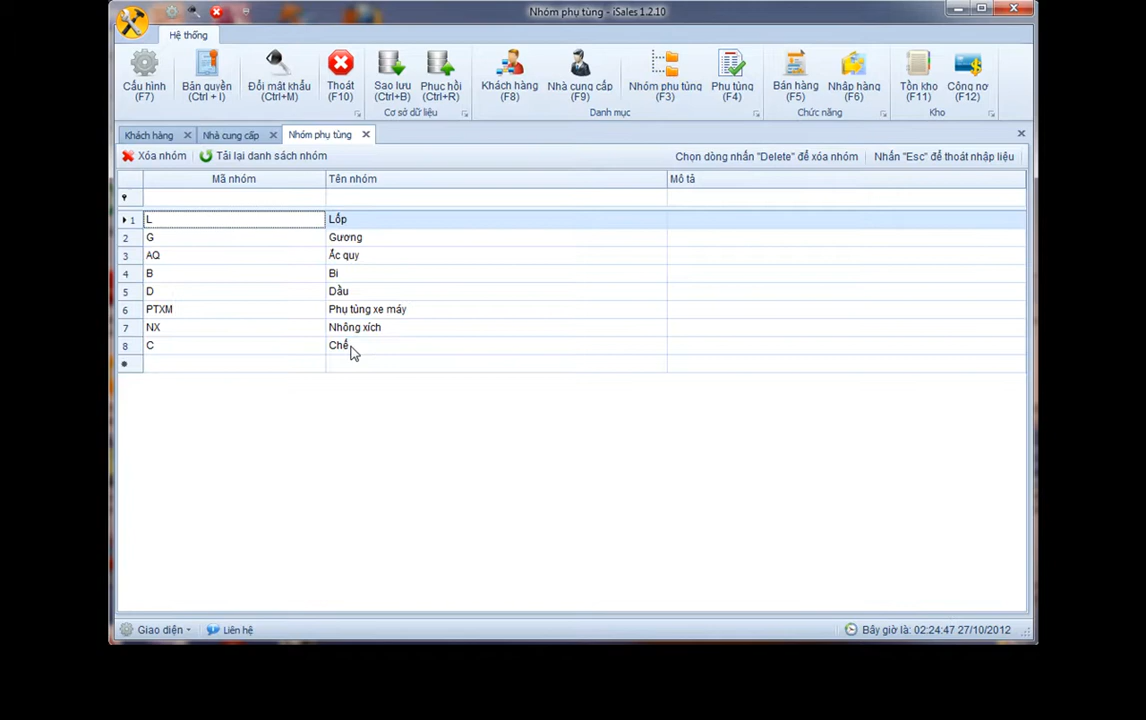 Nhóm phụ tùng - iSales 1.2.10
Hệ thống
Cấu hình (F7)
Bản quyền (Ctrl + I)
Đổi mật khẩu (Ctrl+M)
Thoát (F10)
Sao lưu (Ctrl+B)
Phục hồi (Ctrl+R)
Khách hàng (F8)
Nhà cung cấp (F9)
Nhóm phụ tùng (F3)
Phụ tùng (F4)
Bán hàng (F5)
Nhập hàng (F6)
Tồn kho (F11)
Công nợ (F12)
Cơ sở dữ liệu
Danh mục
Chức năng
Kho
Khách hàng
Nhà cung cấp
Nhóm phụ tùng
Xóa nhóm
Tải lại danh sách nhóm
Chọn dòng nhấn "Delete" để xóa nhóm
Nhấn "Esc" để thoát nhập liệu
Mã nhóm Tên nhóm Mô tả
1 L Lốp
2 G Gương
3 AQ Ắc quy
4 B Bi
5 D Dầu
6 PTXM Phụ tùng xe máy
7 NX Nhông xích
8 C Chế
Giao diện
Liên hệ
Bây giờ là: 02:24:47 27/10/2012